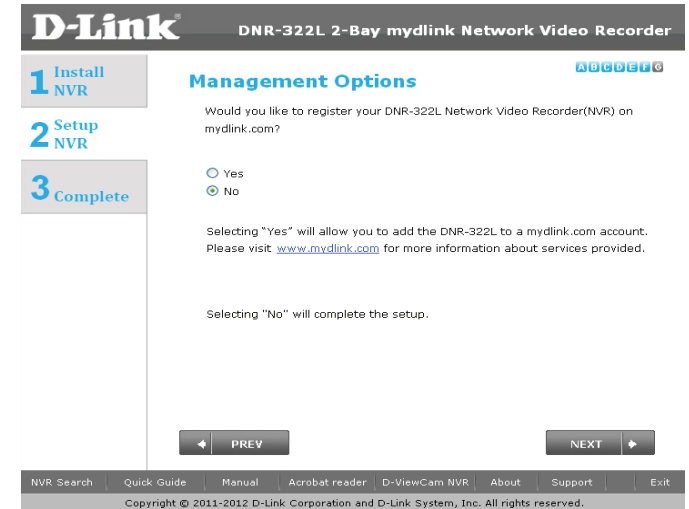 D-Link®
DNR-322L 2-Bay mydlink Network Video Recorder
1 Install
NVR
2 Setup
NVR
3 Complete
A B C D E F G
Management Options
Would you like to register your DNR-322L Network Video Recorder(NVR) on
mydlink.com?
Yes
No
Selecting "Yes" will allow you to add the DNR-322L to a mydlink.com account.
Please visit www.mydlink.com for more information about services provided.
Selecting "No" will complete the setup.
PREV
NEXT
NVR Search Quick Guide Manual Acrobat reader D-ViewCam NVR About Support Exit
Copyright © 2011-2012 D-Link Corporation and D-Link System, Inc. All rights reserved.